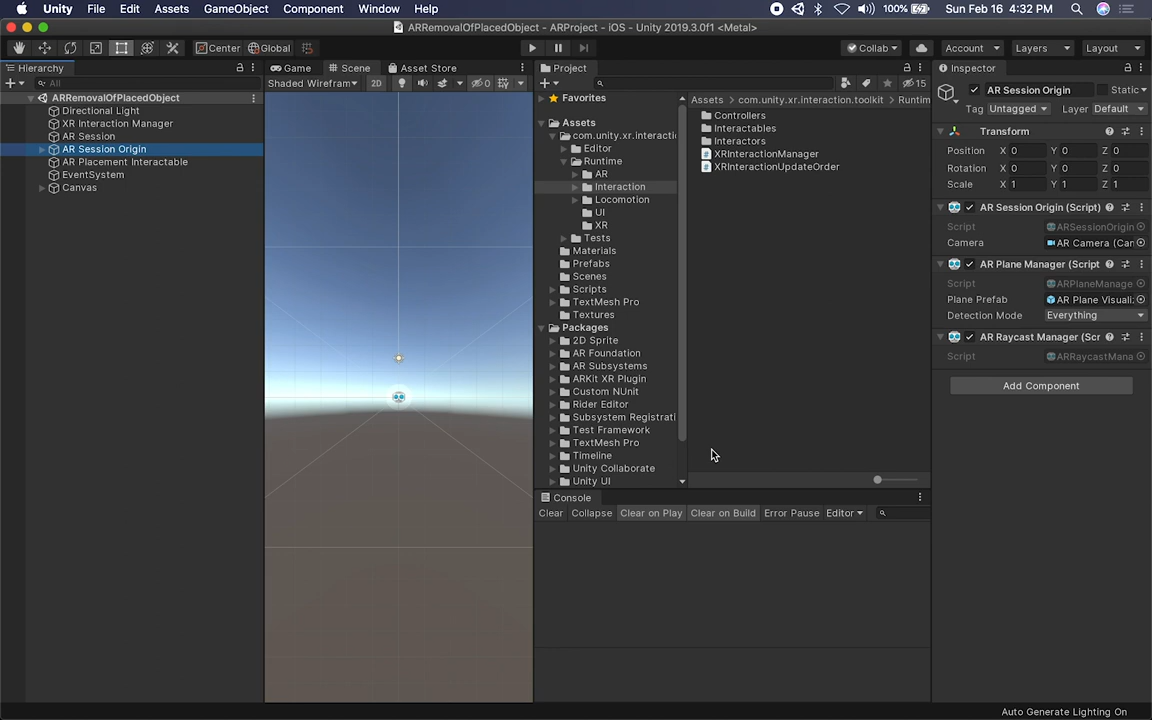 Unity File Edit Assets GameObject Component Window Help 100% Sun Feb 16 4:32 PM
ARRemovalOfPlacedObject - ARProject - iOS - Unity 2019.3.0f1 <Metal>
Center Global Collab Account Layers Layout
Hierarchy
All
ARRemovalOfPlacedObject
Directional Light
XR Interaction Manager
AR Session
AR Session Origin
AR Placement Interactable
EventSystem
Canvas
Game Scene Asset Store
Shaded Wireframe 2D 0
Project
15
Favorites
Assets
com.unity.xr.interacti
Editor
Runtime
AR
Interaction
Locomotion
UI
XR
Tests
Materials
Prefabs
Scenes
Scripts
TextMesh Pro
Textures
Packages
2D Sprite
AR Foundation
AR Subsystems
ARKit XR Plugin
Custom NUnit
Rider Editor
Subsystem Registrati
Test Framework
TextMesh Pro
Timeline
Unity Collaborate
Unity UI
Assets > com.unity.xr.interaction.toolkit > Runtim
Controllers
Interactables
Interactors
XRInteractionManager
XRInteractionUpdateOrder
Console
Clear Collapse Clear on Play Clear on Build Error Pause Editor
Inspector
AR Session Origin Static
Tag Untagged Layer Default
Transform
Position X 0 Y 0 Z 0
Rotation X 0 Y 0 Z 0
Scale X 1 Y 1 Z 1
AR Session Origin (Script)
Script ARSessionOrigin
Camera AR Camera (Can
AR Plane Manager (Script
Script ARPlaneManage
Plane Prefab AR Plane Visuali:
Detection Mode Everything
AR Raycast Manager (Scr
Script ARRaycastMana
Add Component
Auto Generate Lighting On